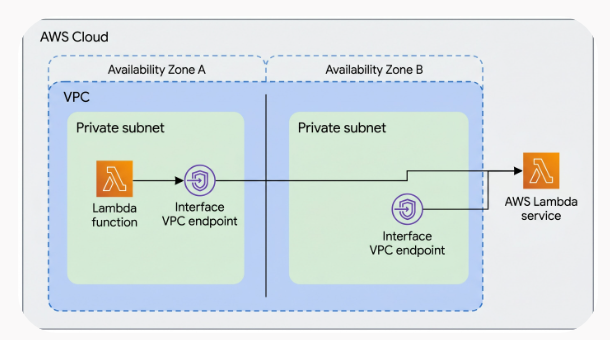 AWS Cloud
Availability Zone A
Availability Zone B
VPC
Private subnet
Private subnet
Lambda
function
Interface
VPC endpoint
Interface
VPC endpoint
AWS Lambda
service